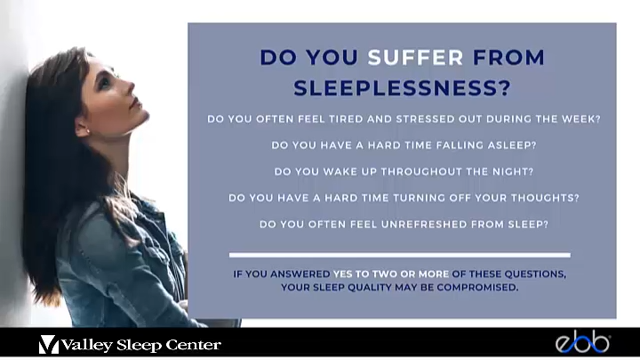 DO YOU SUFFER FROM
SLEEPLESSNESS?
DO YOU OFTEN FEEL TIRED AND STRESSED OUT DURING THE WEEK?
DO YOU HAVE A HARD TIME FALLING ASLEEP?
DO YOU WAKE UP THROUGHOUT THE NIGHT?
DO YOU HAVE A HARD TIME TURNING OFF YOUR THOUGHTS?
DO YOU OFTEN FEEL UNREFRESHED FROM SLEEP?
IF YOU ANSWERED YES TO TWO OR MORE OF THESE QUESTIONS,
YOUR SLEEP QUALITY MAY BE COMPROMISED.
Valley Sleep Center
ebb